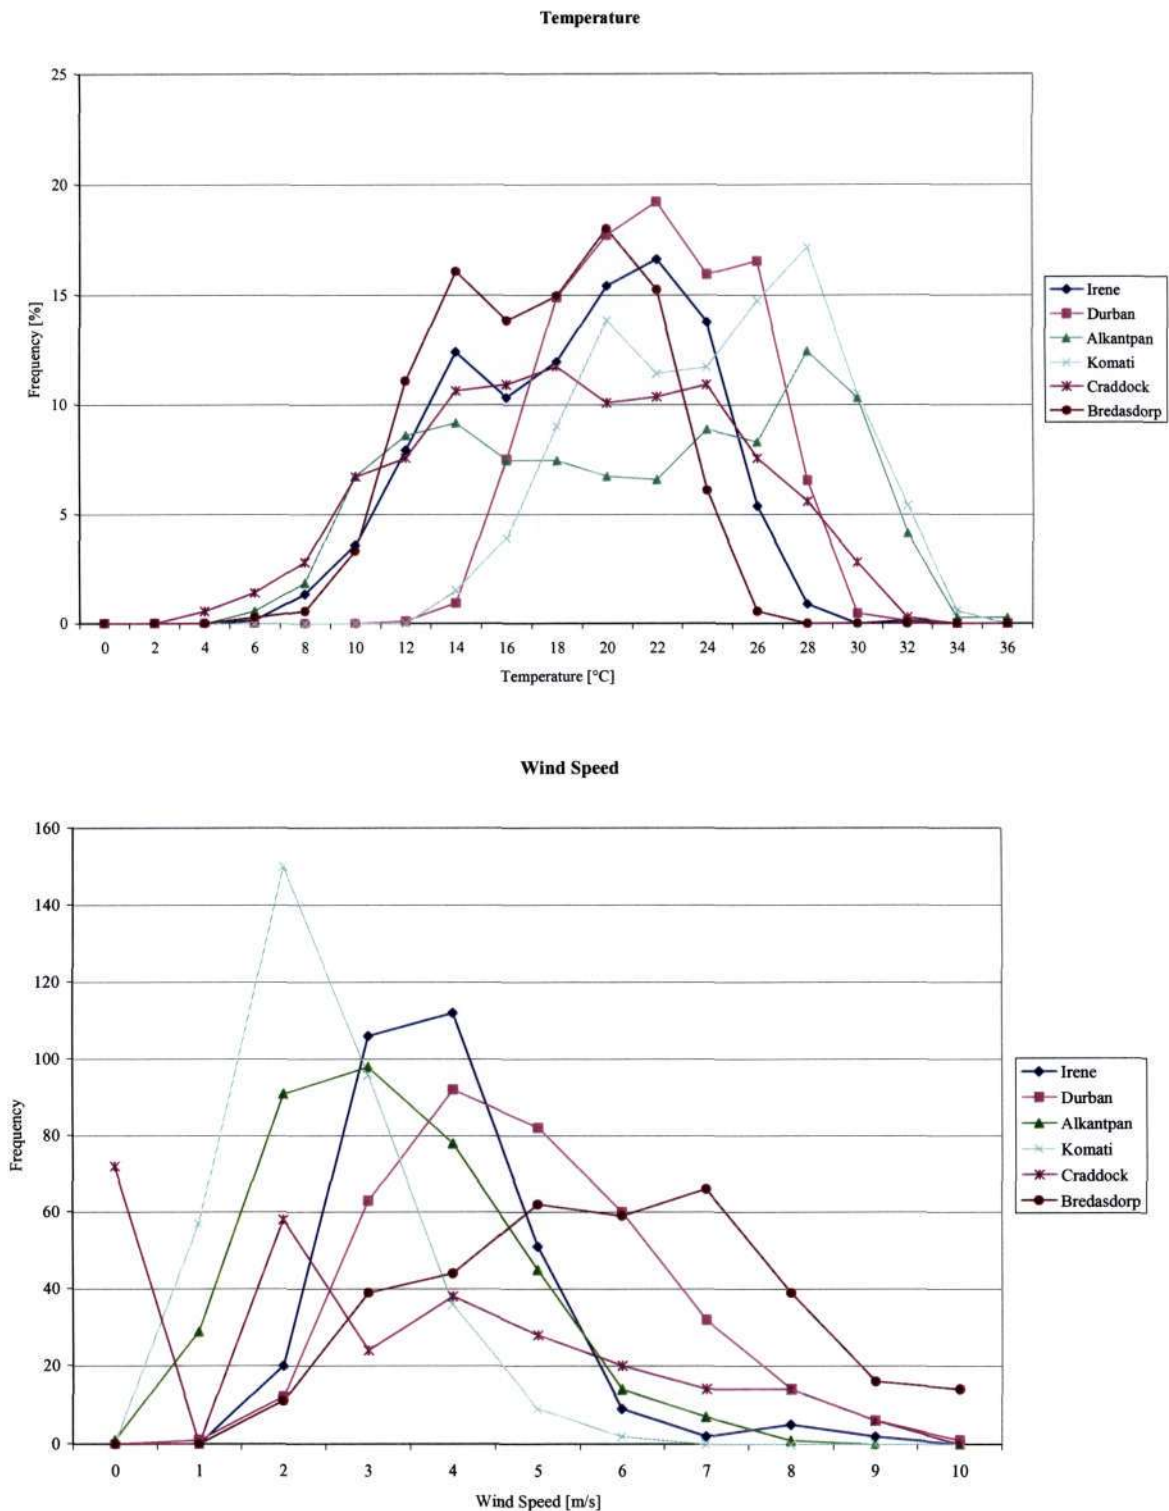 Temperature
25
20
15
10
5
0
Frequency [%]
0 2 4 6 8 10 12 14 16 18 20 22 24 26 28 30 32 34 36
Temperature [°C]
Irene
Durban
Alkantpan
Komati
Craddock
Bredasdorp
Wind Speed
160
140
120
100
80
60
40
20
0
Frequency
0 1 2 3 4 5 6 7 8 9 10
Wind Speed [m/s]
Irene
Durban
Alkantpan
Komati
Craddock
Bredasdorp